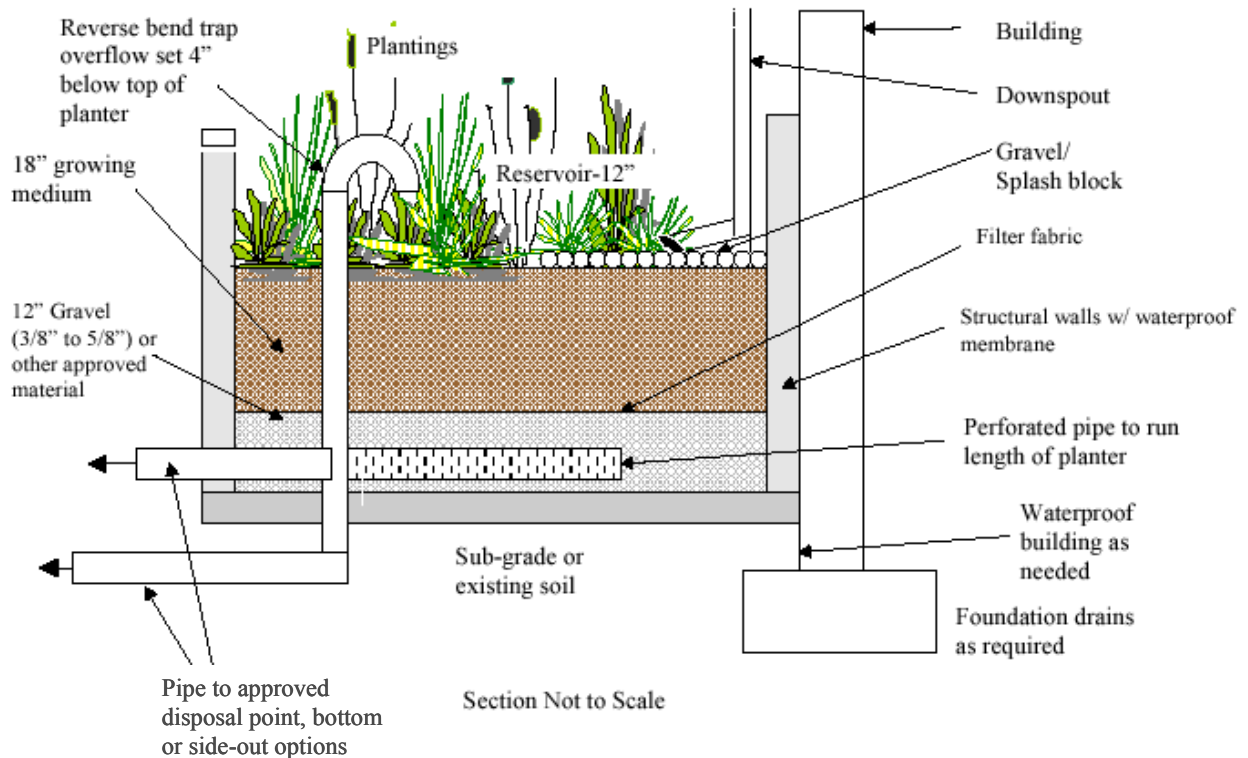 Reverse bend trap
overflow set 4”
below top of
planter
Plantings
Building
Downspout
18” growing
medium
Reservoir-12”
Gravel/
Splash block
Filter fabric
12” Gravel
(3/8” to 5/8”) or
other approved
material
Structural walls w/ waterproof
membrane
Perforated pipe to run
length of planter
Waterproof
building as
needed
Sub-grade or
existing soil
Foundation drains
as required
Pipe to approved
disposal point, bottom
or side-out options
Section Not to Scale